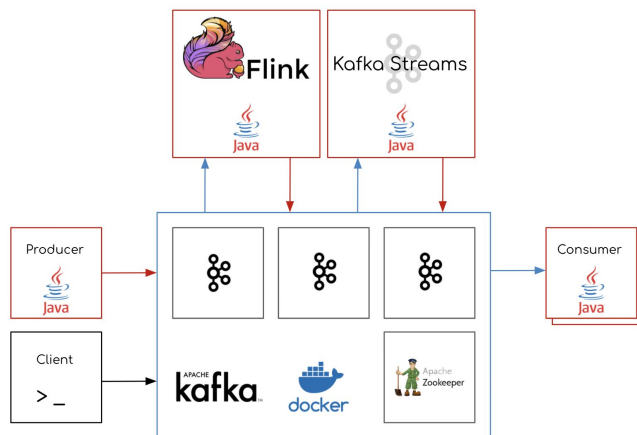 Flink
Java
Kafka Streams
Java
Producer
Java
Consumer
Java
Client
>_
APACHE
kafka
docker
Apache
Zookeeper